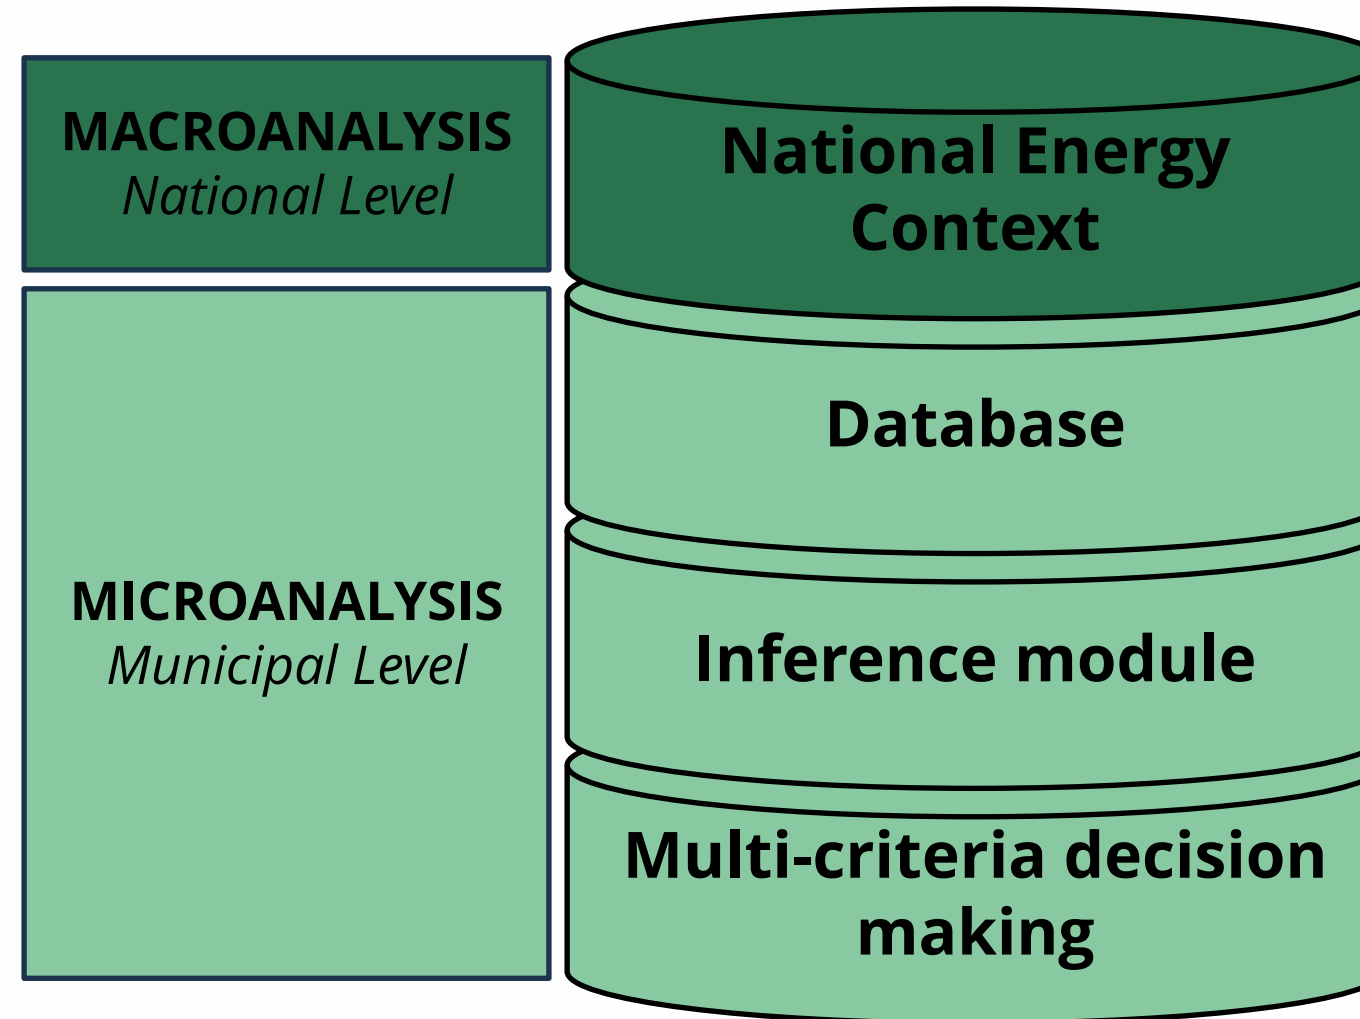 MACROANALYSIS
National Level
National Energy
Context
MICROANALYSIS
Municipal Level
Database
Inference module
Multi-criteria decision
making